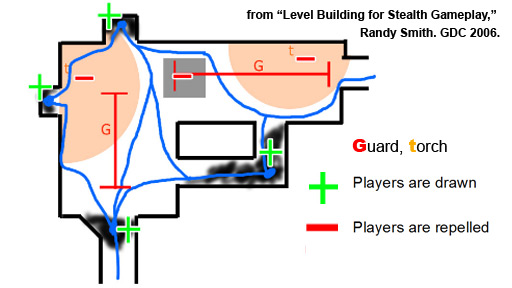 from “Level Building for Stealth Gameplay,”
Randy Smith. GDC 2006.
t
t
G
G
Guard, torch
Players are drawn
Players are repelled